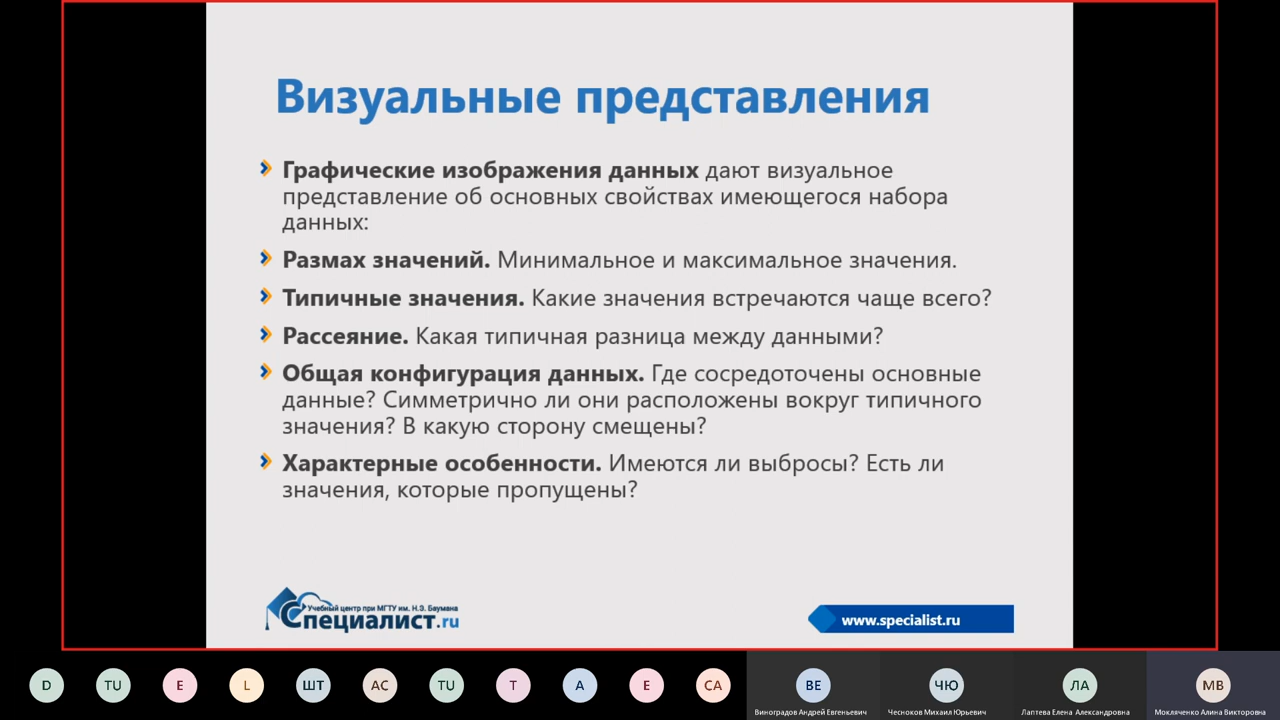 Визуальные представления
Графические изображения данных дают визуальное
представление об основных свойствах имеющегося набора
данных:
Размах значений. Минимальное и максимальное значения.
Типичные значения. Какие значения встречаются чаще всего?
Рассеяние. Какая типичная разница между данными?
Общая конфигурация данных. Где сосредоточены основные
данные? Симметрично ли они расположены вокруг типичного
значения? В какую сторону смещены?
Характерные особенности. Имеются ли выбросы? Есть ли
значения, которые пропущены?
Учебный центр при МГТУ им. Н.Э. Баумана
Специалист.ru
www.specialist.ru
D TU E L ШТ АС TU T A E CA ВЕ ЧЮ ЛА МВ
Виноградов Андрей Евгеньевич Чесноков Михаил Юрьевич Лаптева Елена Александровна Мокляченко Алина Викторовна